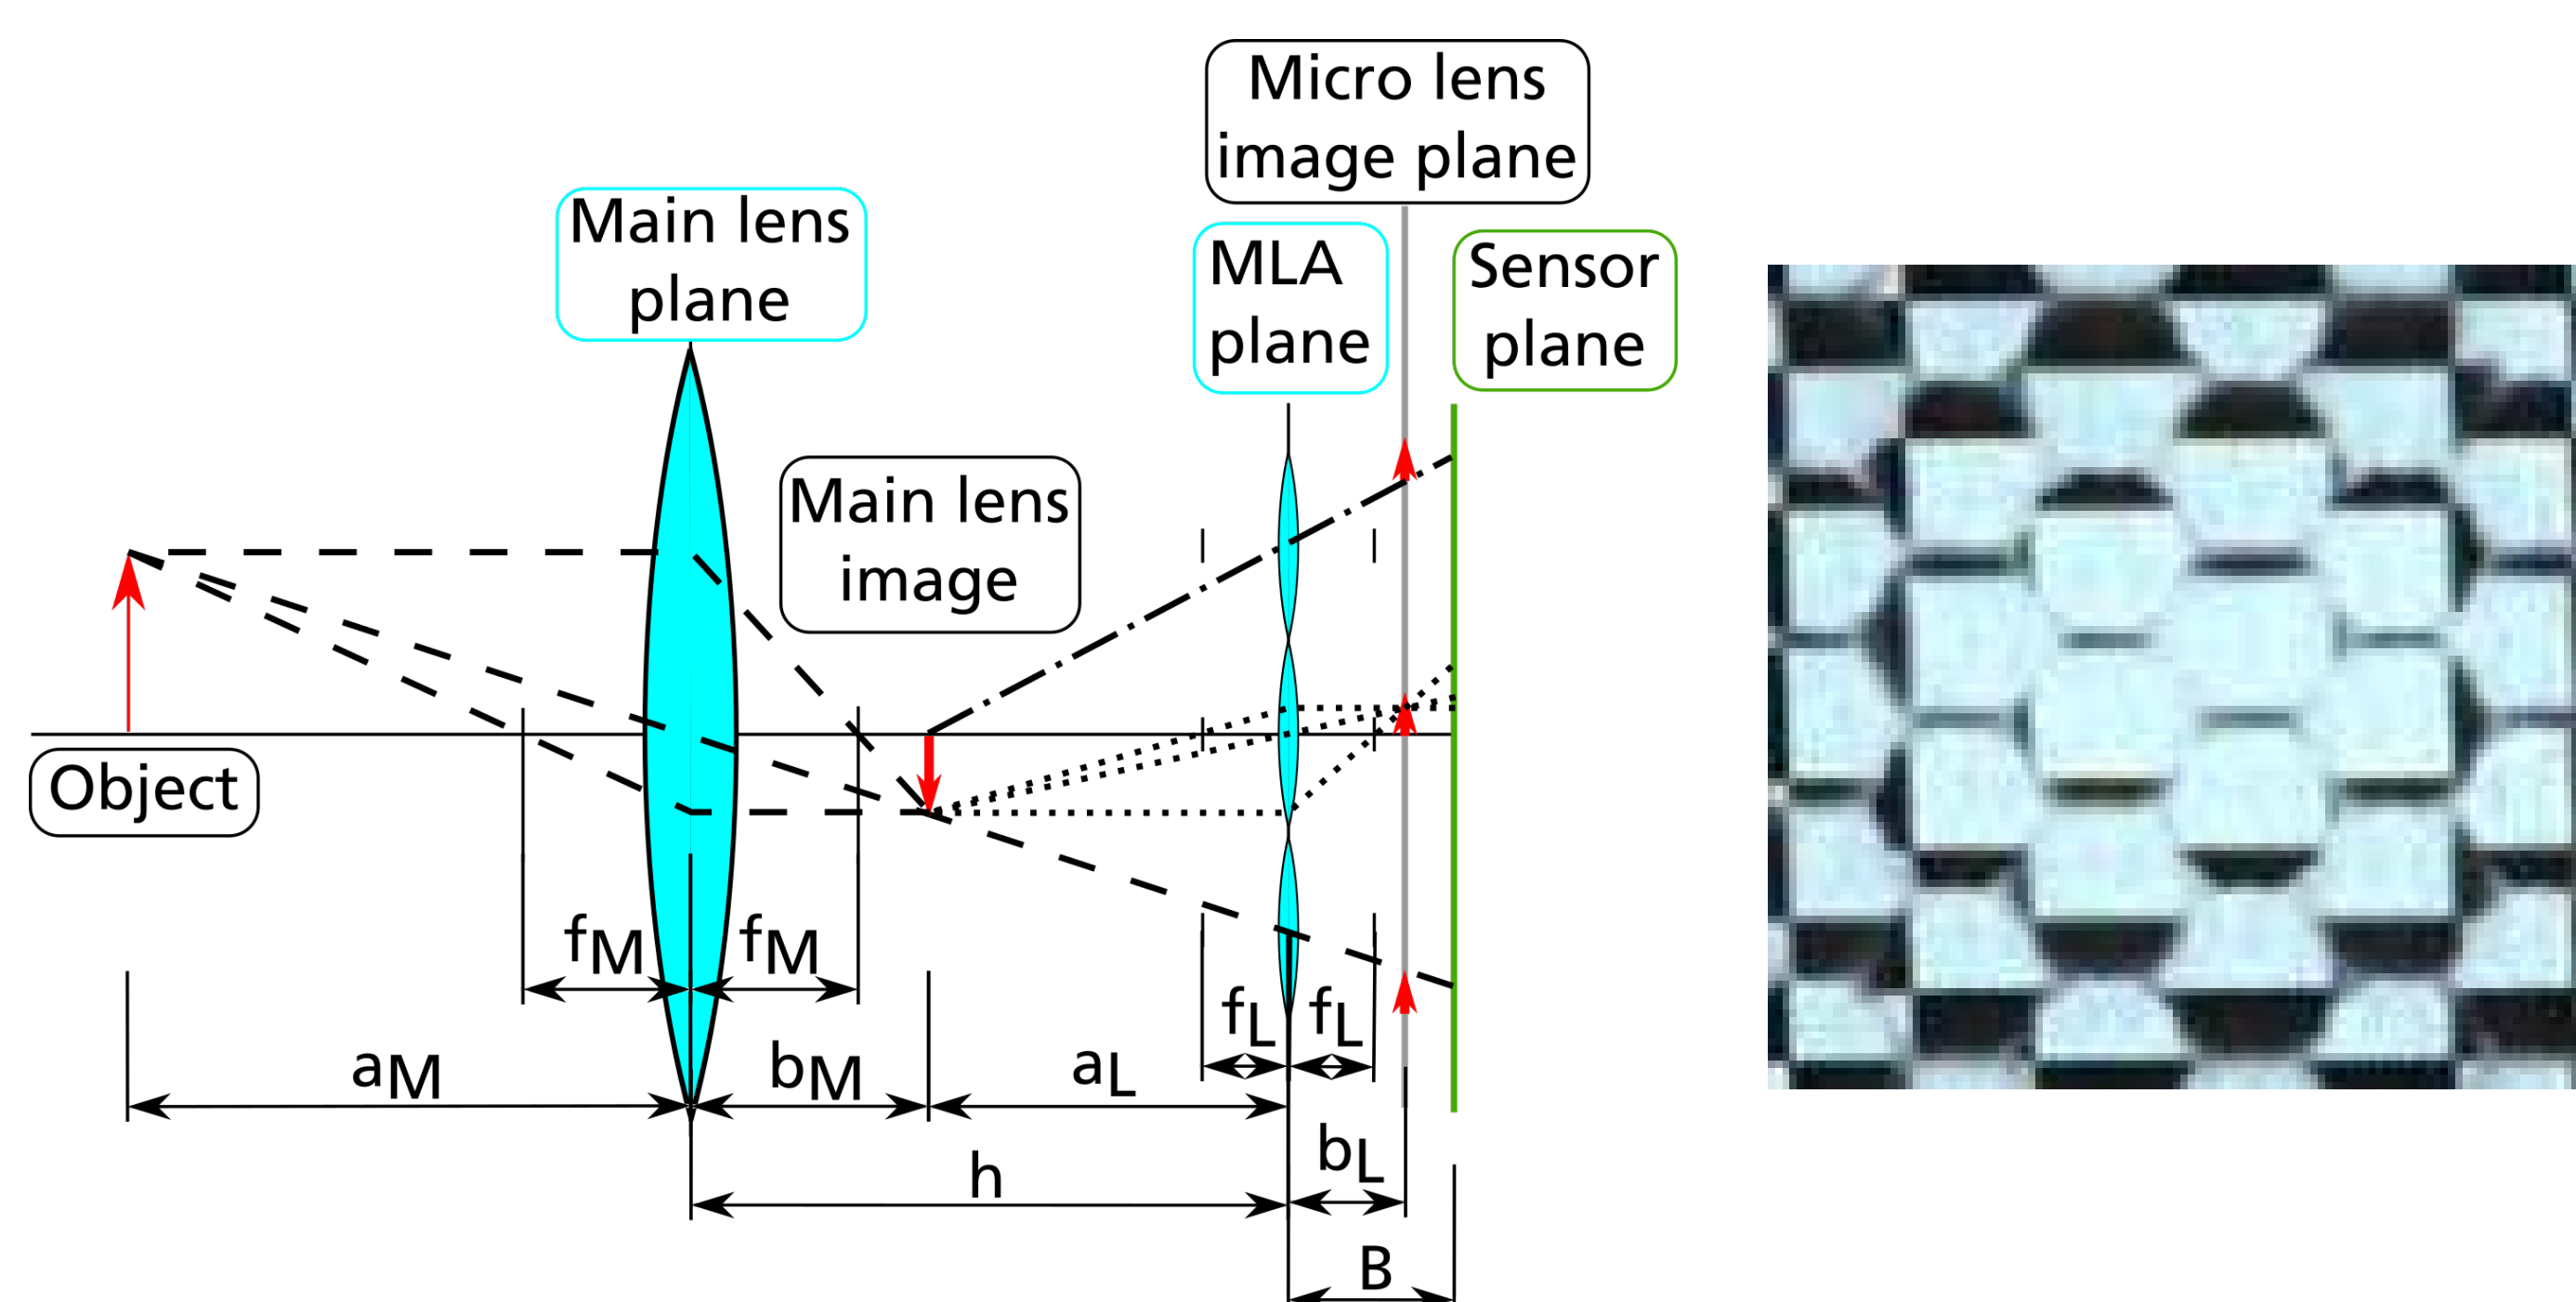 Micro lens
image plane
Main lens
plane
MLA
plane
Sensor
plane
Main lens
image
Object
fM
fM
fL
fL
aM
bM
aL
h
bL
B